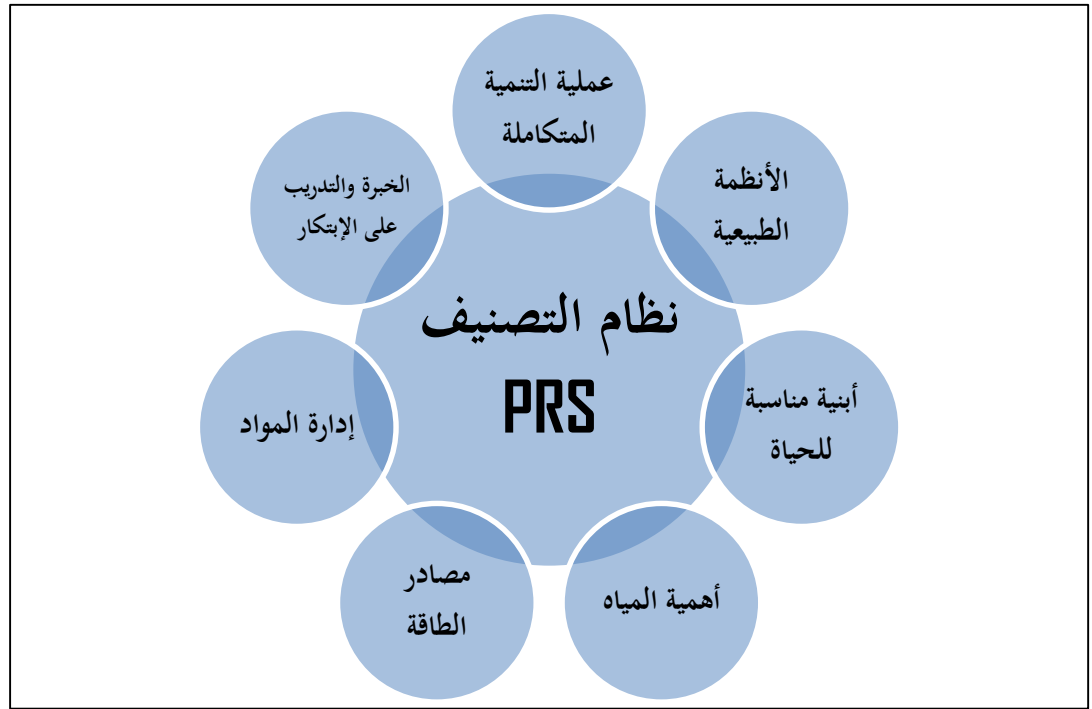 عملية التنمية
المتكاملة
الأنظمة
الطبيعية
أبنية مناسبة
للحياة
أهمية المياه
مصادر
الطاقة
إدارة المواد
الخبرة والتدريب
على الإبتكار
نظام التصنيف
PRS